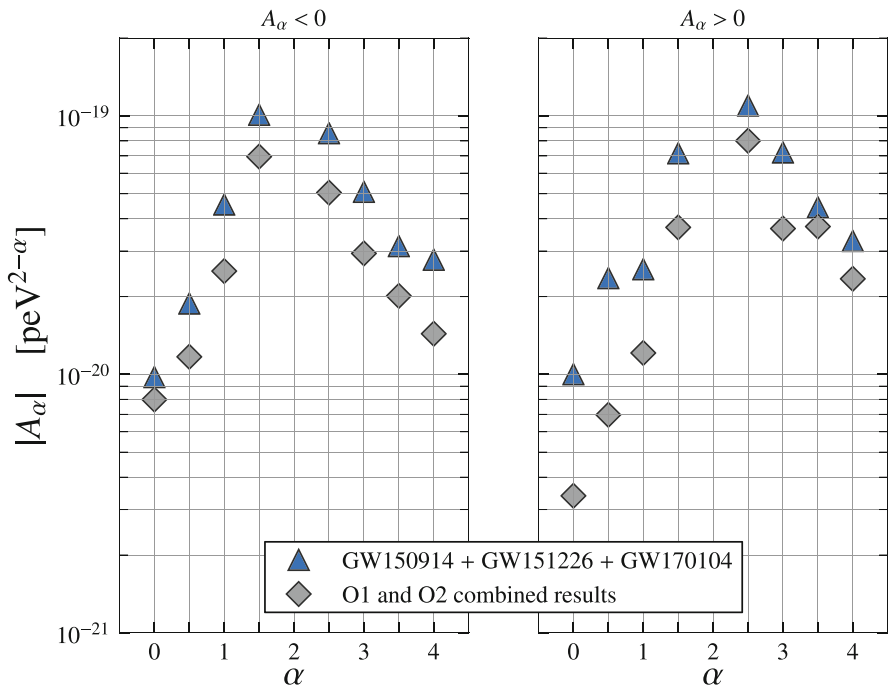 A_α < 0
A_α > 0
10^−19
10^−20
10^−21
|A_α| [peV^2−α]
GW150914 + GW151226 + GW170104
O1 and O2 combined results
0 1 2 3 4
0 1 2 3 4
α
α